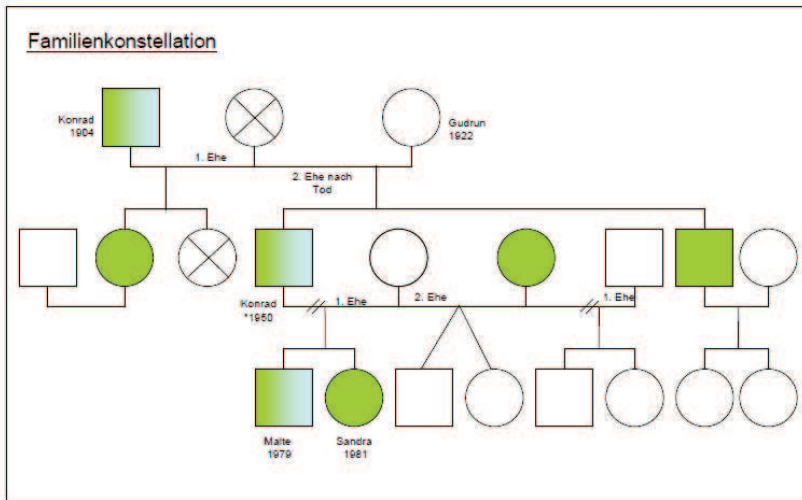 Familienkonstellation
Konrad
1904
Gudrun
1922
1. Ehe
2. Ehe nach
Tod
Konrad
*1950
1. Ehe
2. Ehe
1. Ehe
Malte
1979
Sandra
1981